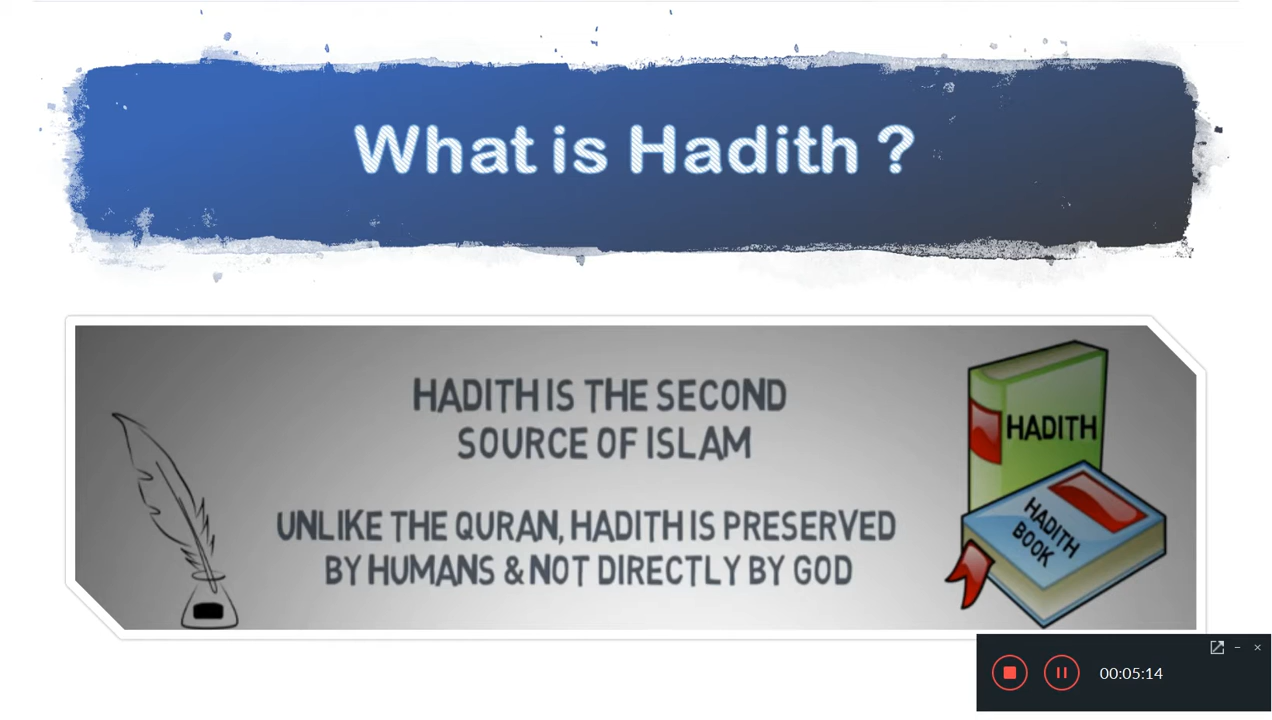 What is Hadith ?
HADITH IS THE SECOND
SOURCE OF ISLAM
UNLIKE THE QURAN, HADITH IS PRESERVED
BY HUMANS & NOT DIRECTLY BY GOD
HADITH
HADITH
BOOK
00:05:14